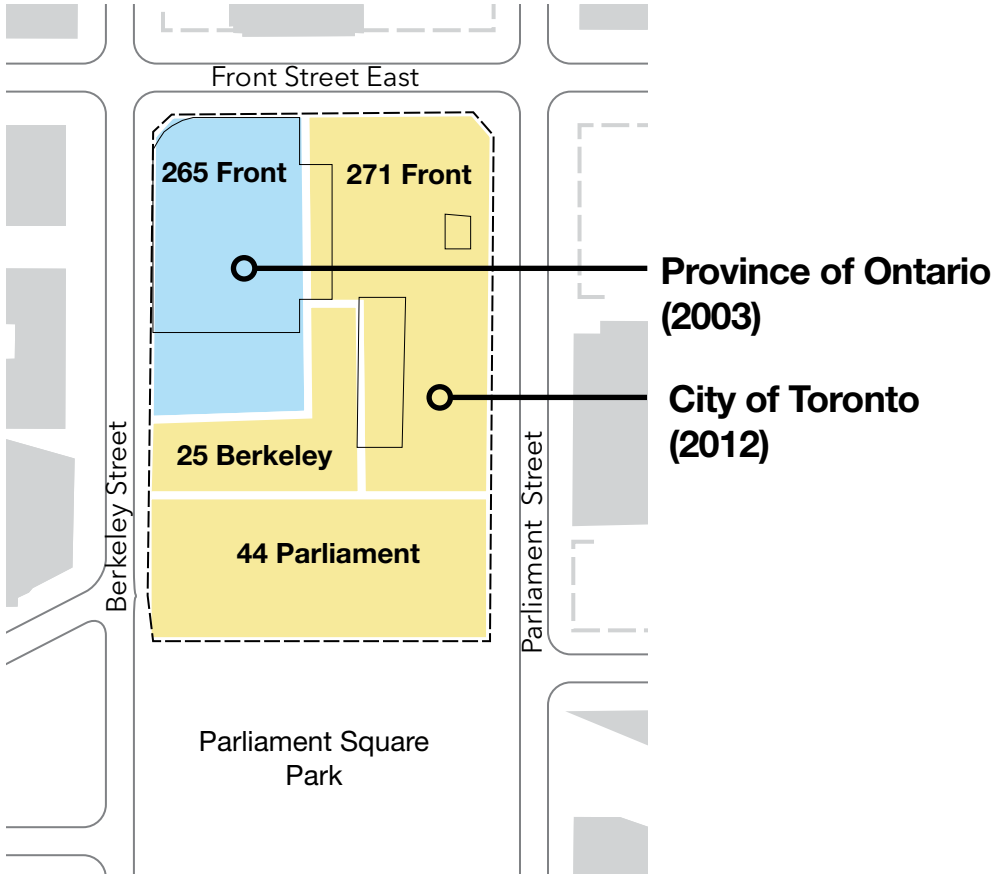 Front Street East
265 Front
271 Front
Province of Ontario
(2003)
City of Toronto
(2012)
25 Berkeley
Berkeley Street
Parliament Street
44 Parliament
Parliament Square
Park